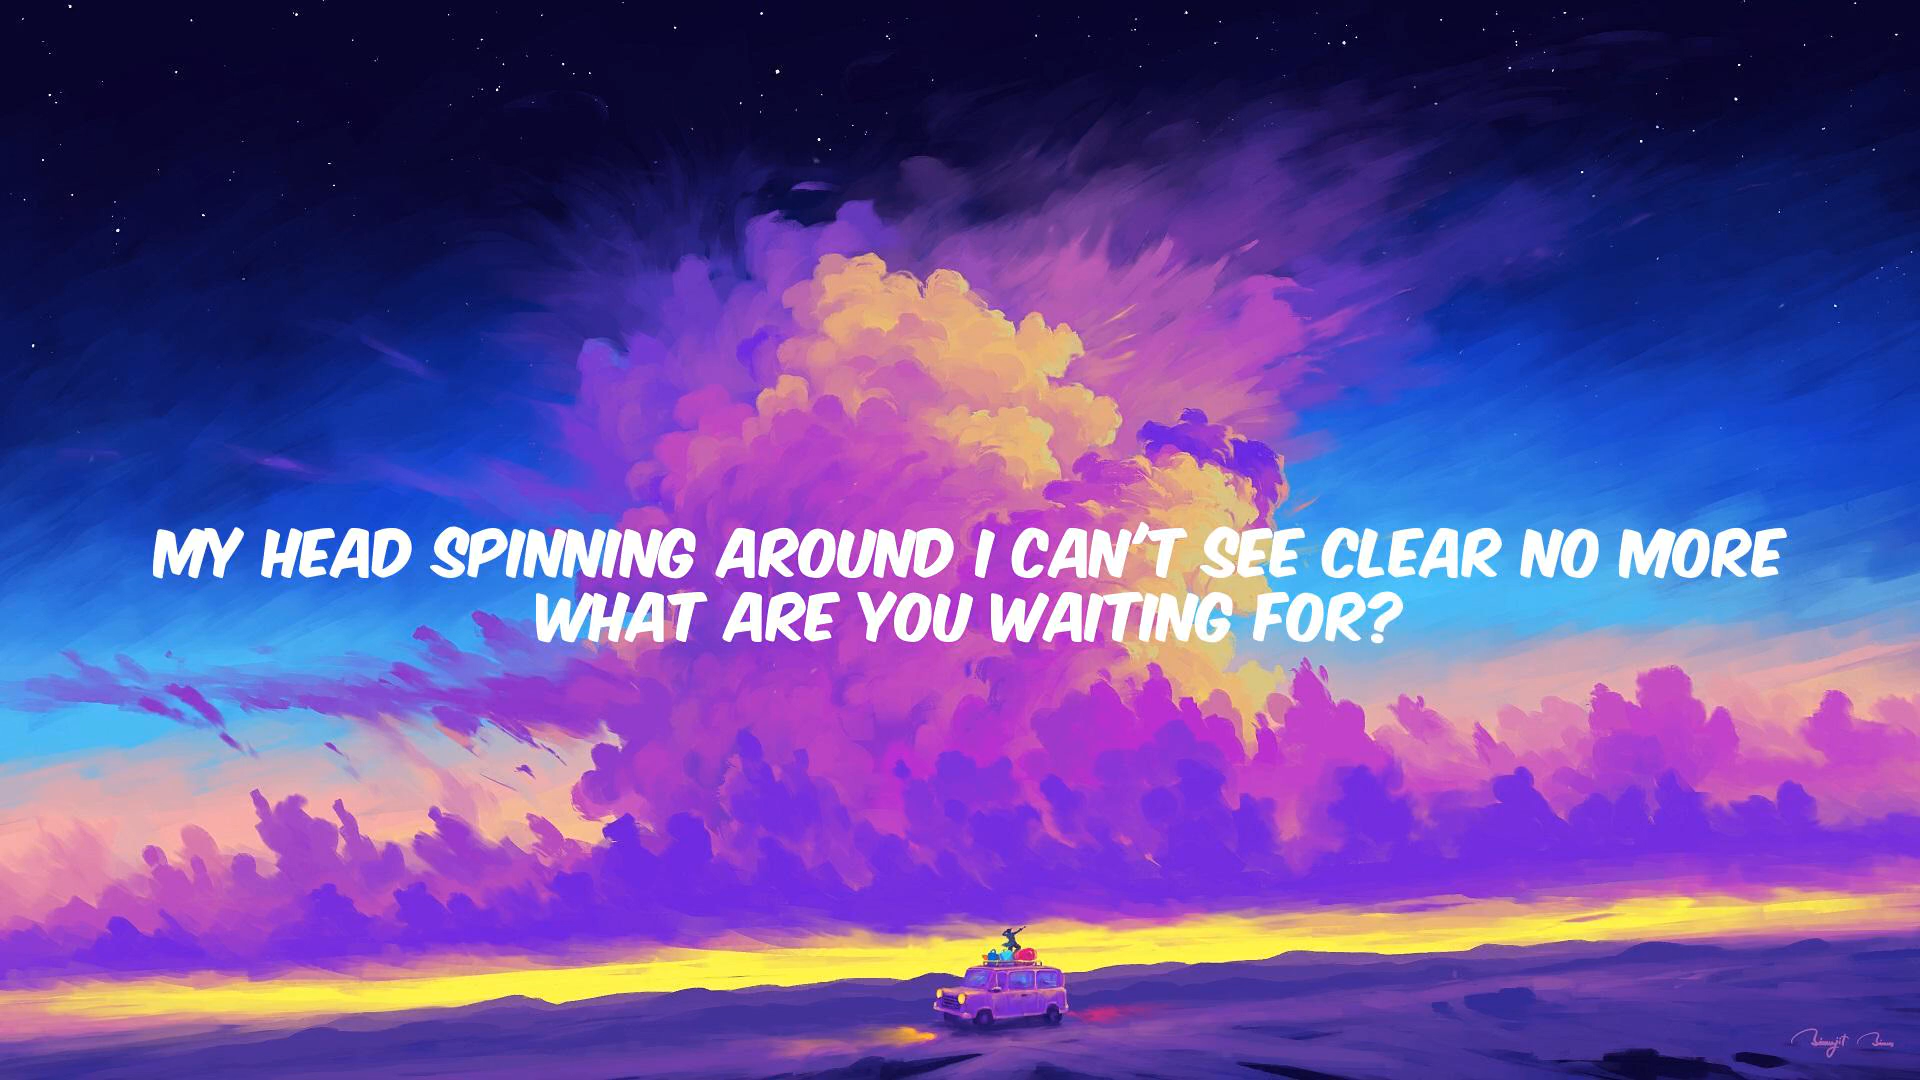 MY HEAD SPINNING AROUND I CAN'T SEE CLEAR NO MORE
WHAT ARE YOU WAITING FOR?